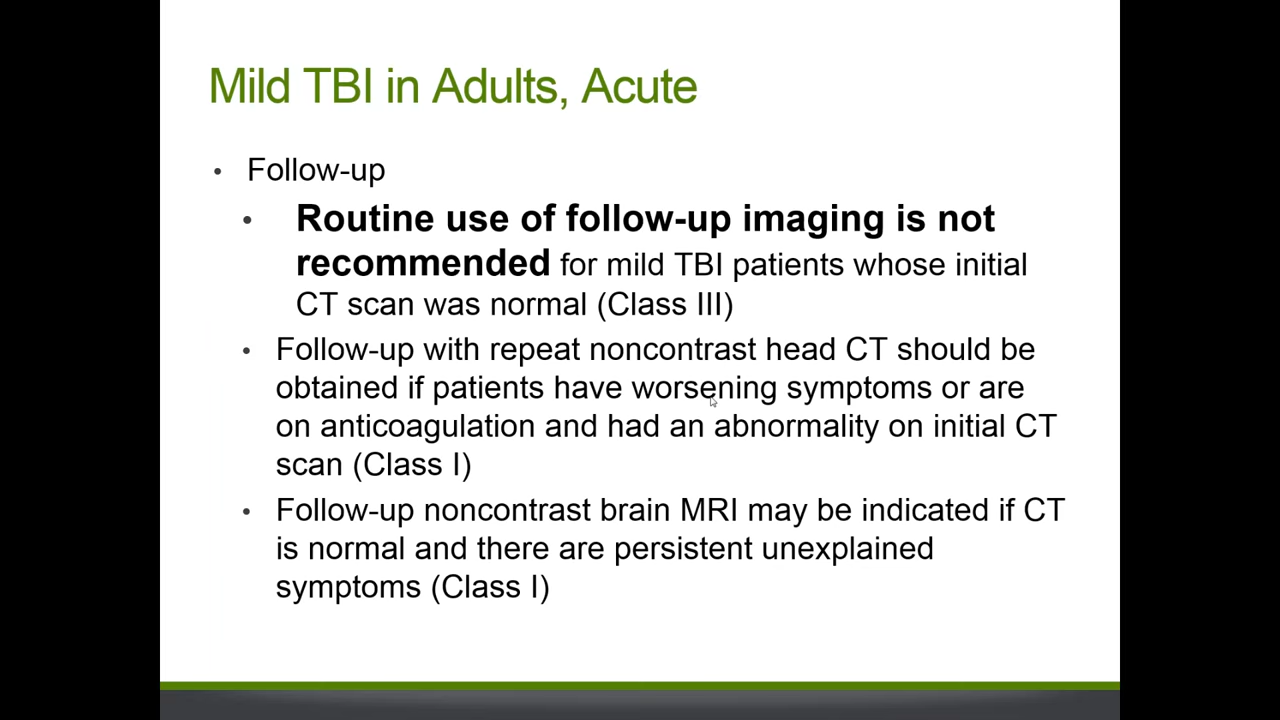 Mild TBI in Adults, Acute
• Follow-up
• Routine use of follow-up imaging is not
recommended for mild TBI patients whose initial
CT scan was normal (Class III)
• Follow-up with repeat noncontrast head CT should be
obtained if patients have worsening symptoms or are
on anticoagulation and had an abnormality on initial CT
scan (Class I)
• Follow-up noncontrast brain MRI may be indicated if CT
is normal and there are persistent unexplained
symptoms (Class I)